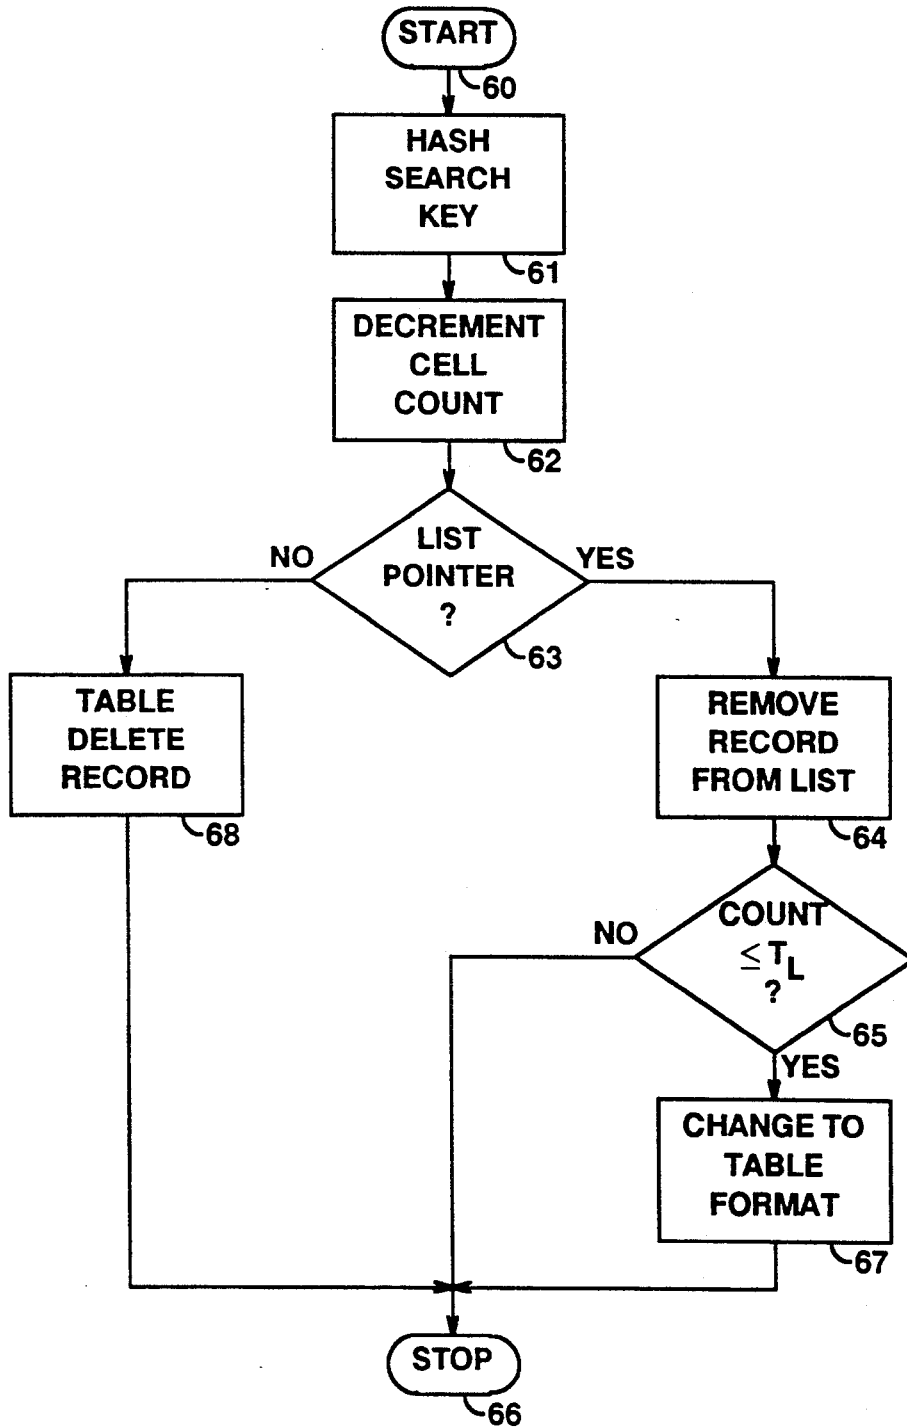 START
60
HASH
SEARCH
KEY
61
DECREMENT
CELL
COUNT
62
LIST
POINTER
?
63
NO
YES
TABLE
DELETE
RECORD
68
REMOVE
RECORD
FROM LIST
64
COUNT
≤ TL
?
65
NO
YES
CHANGE TO
TABLE
FORMAT
67
STOP
66